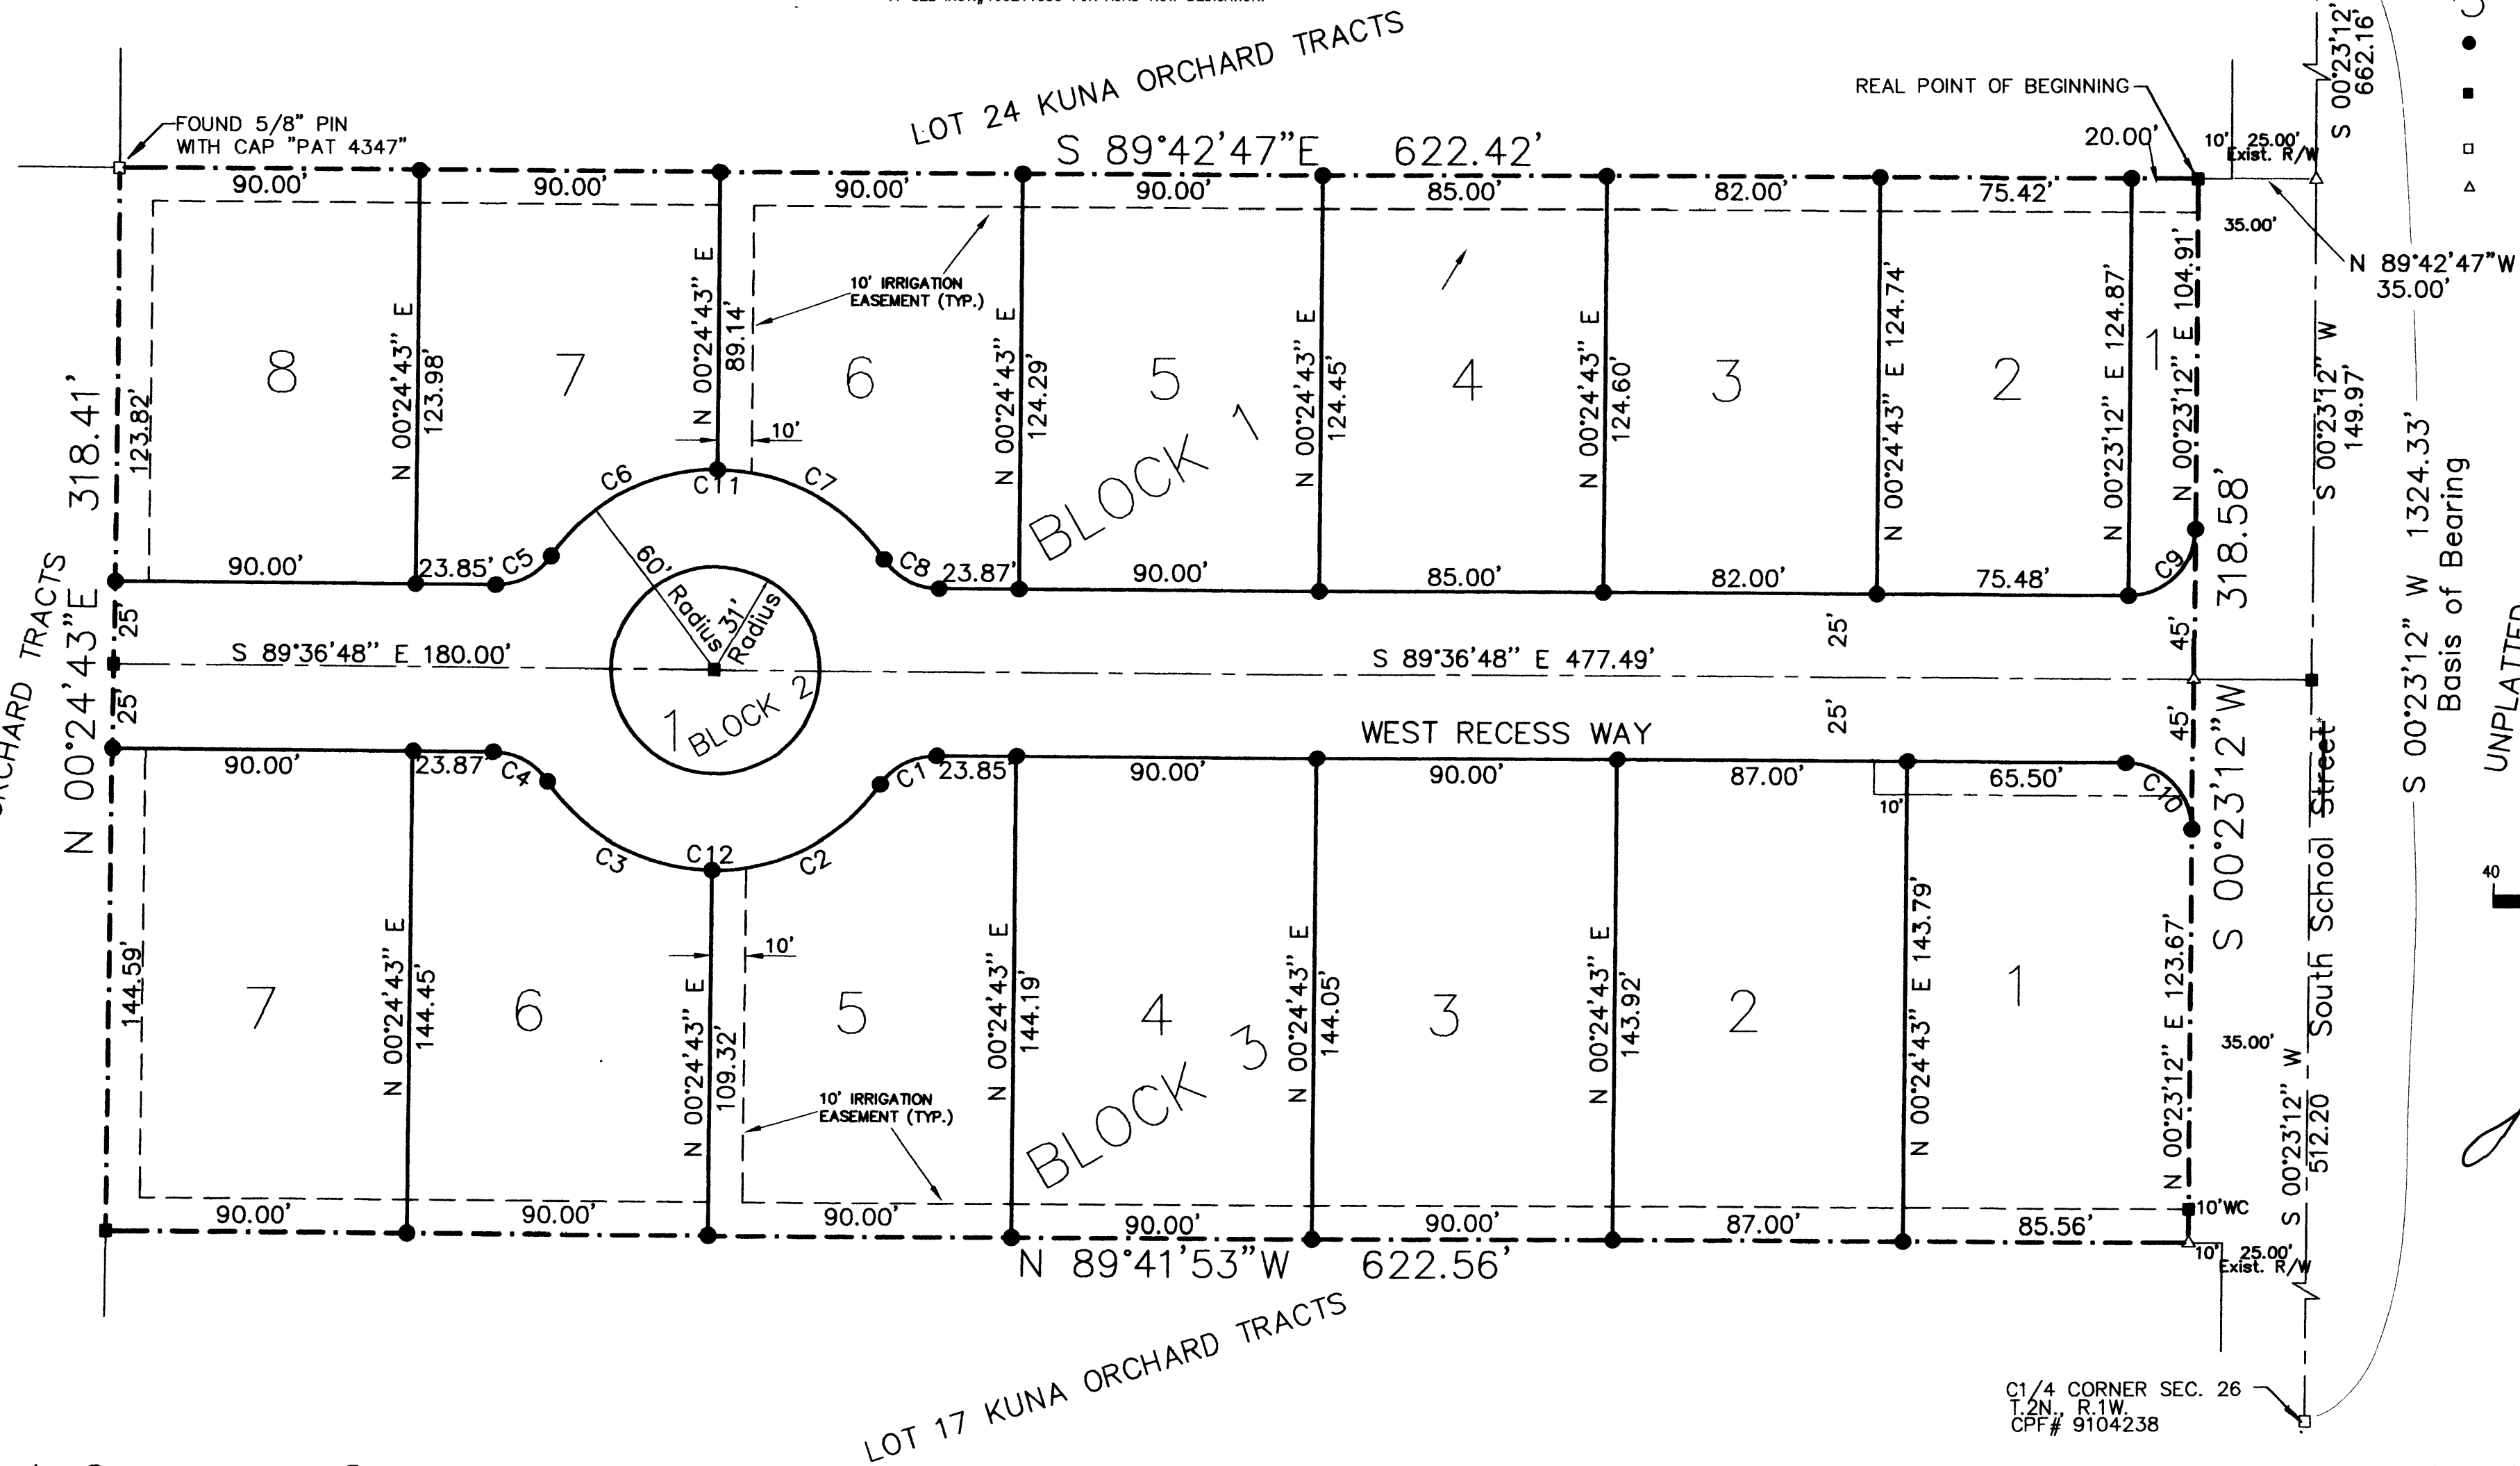 LOT 24 KUNA ORCHARD TRACTS
S 89°42'47"E 622.42'
FOUND 5/8" PIN
WITH CAP "PAT 4347"
REAL POINT OF BEGINNING
20.00'
10' 25.00'
Exist. R/W
S 00°23'12"
662.16'
90.00'
90.00'
90.00'
90.00'
85.00'
82.00'
75.42'
35.00'
N 89°42'47"W
35.00'
10' IRRIGATION
EASEMENT (TYP.)
N 00°24'43"E 318.41'
123.82'
8
N 00°24'43" E
123.98'
7
N 00°24'43" E
89.14'
10'
6
N 00°24'43" E
124.29'
5
N 00°24'43" E
124.45'
4
N 00°24'43" E
124.60'
3
N 00°24'43" E 124.74'
2
N 00°23'12" E 124.87'
1
N 00°23'12" E 104.91'
S 00°23'12" W
149.97'
BLOCK 1
C6
C11
C7
C5
C8
C9
90.00'
23.85'
23.87'
90.00'
85.00'
82.00'
75.48'
60'
Radius
31'
Radius
25'
25'
S 89°36'48" E 180.00'
S 89°36'48" E 477.49'
25'
25'
45'
45'
1
BLOCK 2
WEST RECESS WAY
S 00°23'12"W 318.58'
South School Street*
S 00°23'12" W 1324.33'
Basis of Bearing
UNPLATTED
ORCHARD TRACTS
90.00'
23.87'
C4
C3
C12
C2
C1
23.85'
90.00'
90.00'
87.00'
65.50'
C10
10'
144.59'
7
N 00°24'43" E
144.45'
6
N 00°24'43" E
109.32'
10'
5
N 00°24'43" E
144.19'
4
N 00°24'43" E
144.05'
3
N 00°24'43" E
143.92'
2
N 00°24'43" E 143.79'
1
N 00°23'12" E 123.67'
35.00'
S 00°23'12" W
512.20
40
BLOCK 3
10' IRRIGATION
EASEMENT (TYP.)
10'WC
90.00'
90.00'
90.00'
90.00'
90.00'
87.00'
85.56'
N 89°41'53"W 622.56'
10' 25.00'
Exist. R/W
LOT 17 KUNA ORCHARD TRACTS
C1/4 CORNER SEC. 26
T.2N., R.1W.
CPF# 9104238